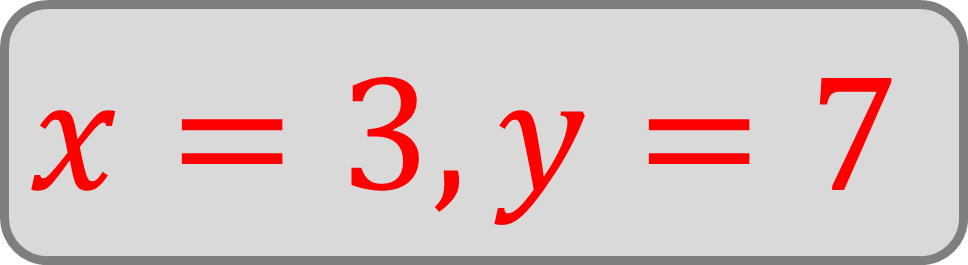 x = 3, y = 7